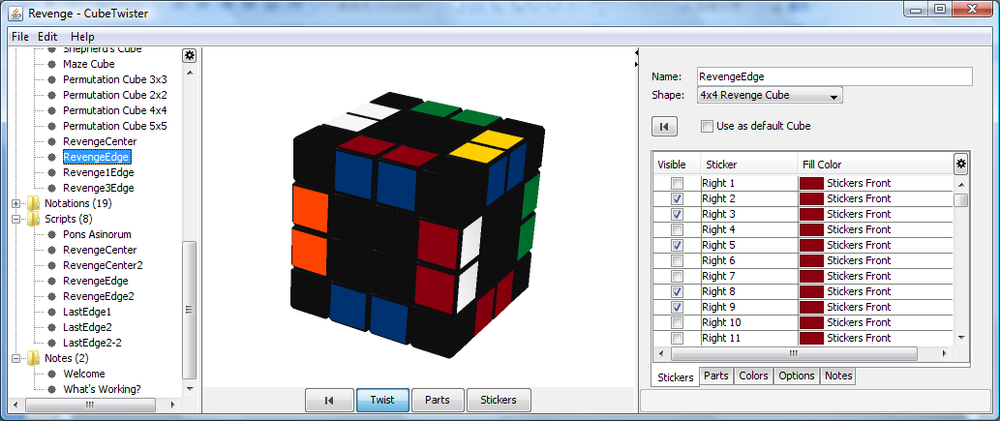 Revenge - CubeTwister
File Edit Help
Shepherd's Cube
Maze Cube
Permutation Cube 3x3
Permutation Cube 2x2
Permutation Cube 4x4
Permutation Cube 5x5
RevengeCenter
RevengeEdge
Revenge1Edge
Revenge3Edge
Notations (19)
Scripts (8)
Pons Asinorum
RevengeCenter
RevengeCenter2
RevengeEdge
RevengeEdge2
LastEdge1
LastEdge2
LastEdge2-2
Notes (2)
Welcome
What's Working?
Twist Parts Stickers
Name: RevengeEdge
Shape: 4x4 Revenge Cube
Use as default Cube
Visible Sticker Fill Color
Right 1 Stickers Front
Right 2 Stickers Front
Right 3 Stickers Front
Right 4 Stickers Front
Right 5 Stickers Front
Right 6 Stickers Front
Right 7 Stickers Front
Right 8 Stickers Front
Right 9 Stickers Front
Right 10 Stickers Front
Right 11 Stickers Front
Stickers Parts Colors Options Notes